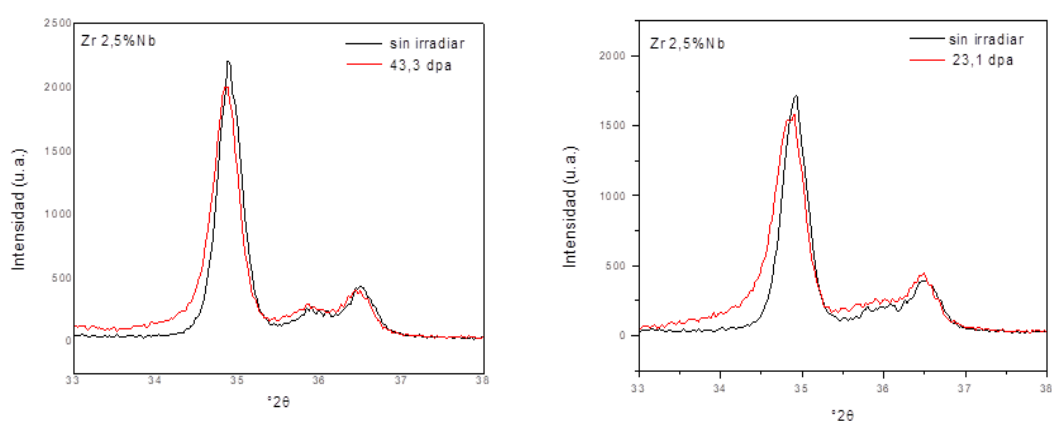 Zr 2,5%Nb
sin irradiar
43,3 dpa
Intensidad (u.a.)
2500
2000
1500
1000
500
0
33 34 35 36 37 38
°2θ
Zr 2,5%Nb
sin irradiar
23,1 dpa
Intensidad (u.a.)
2000
1500
1000
500
0
33 34 35 36 37 38
°2θ